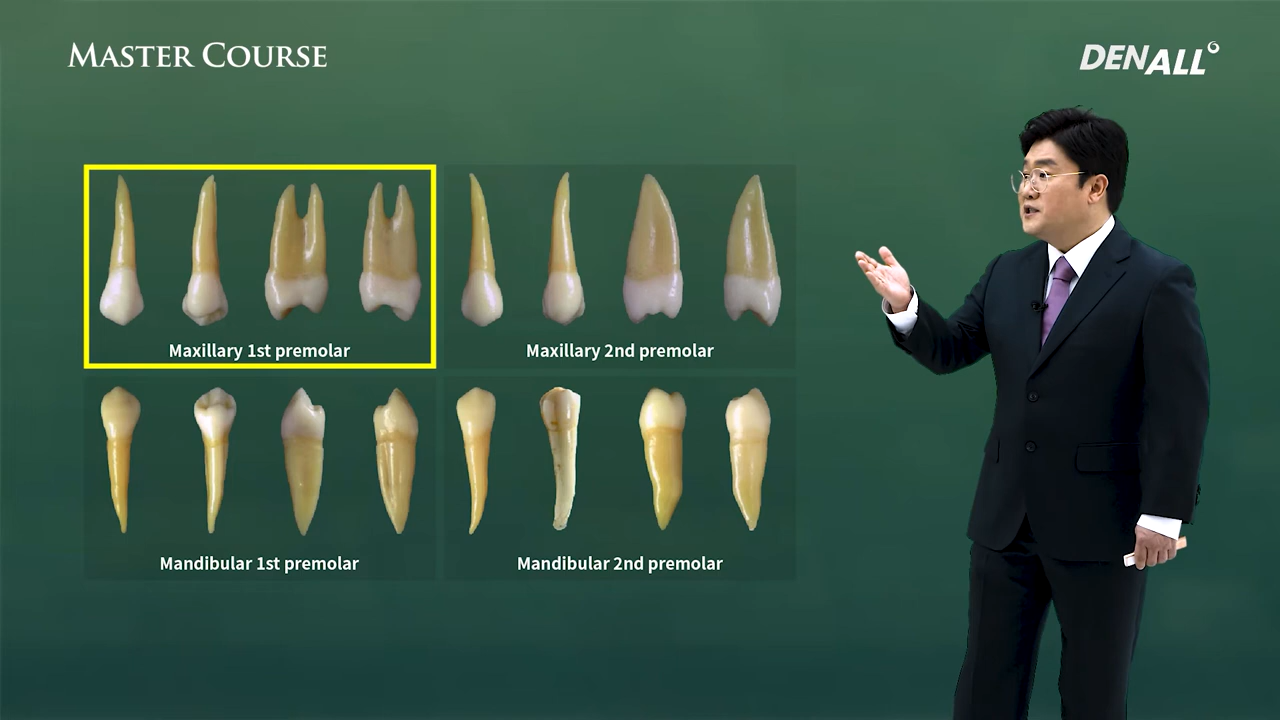 MASTER COURSE
DENALL
Maxillary 1st premolar
Maxillary 2nd premolar
Mandibular 1st premolar
Mandibular 2nd premolar